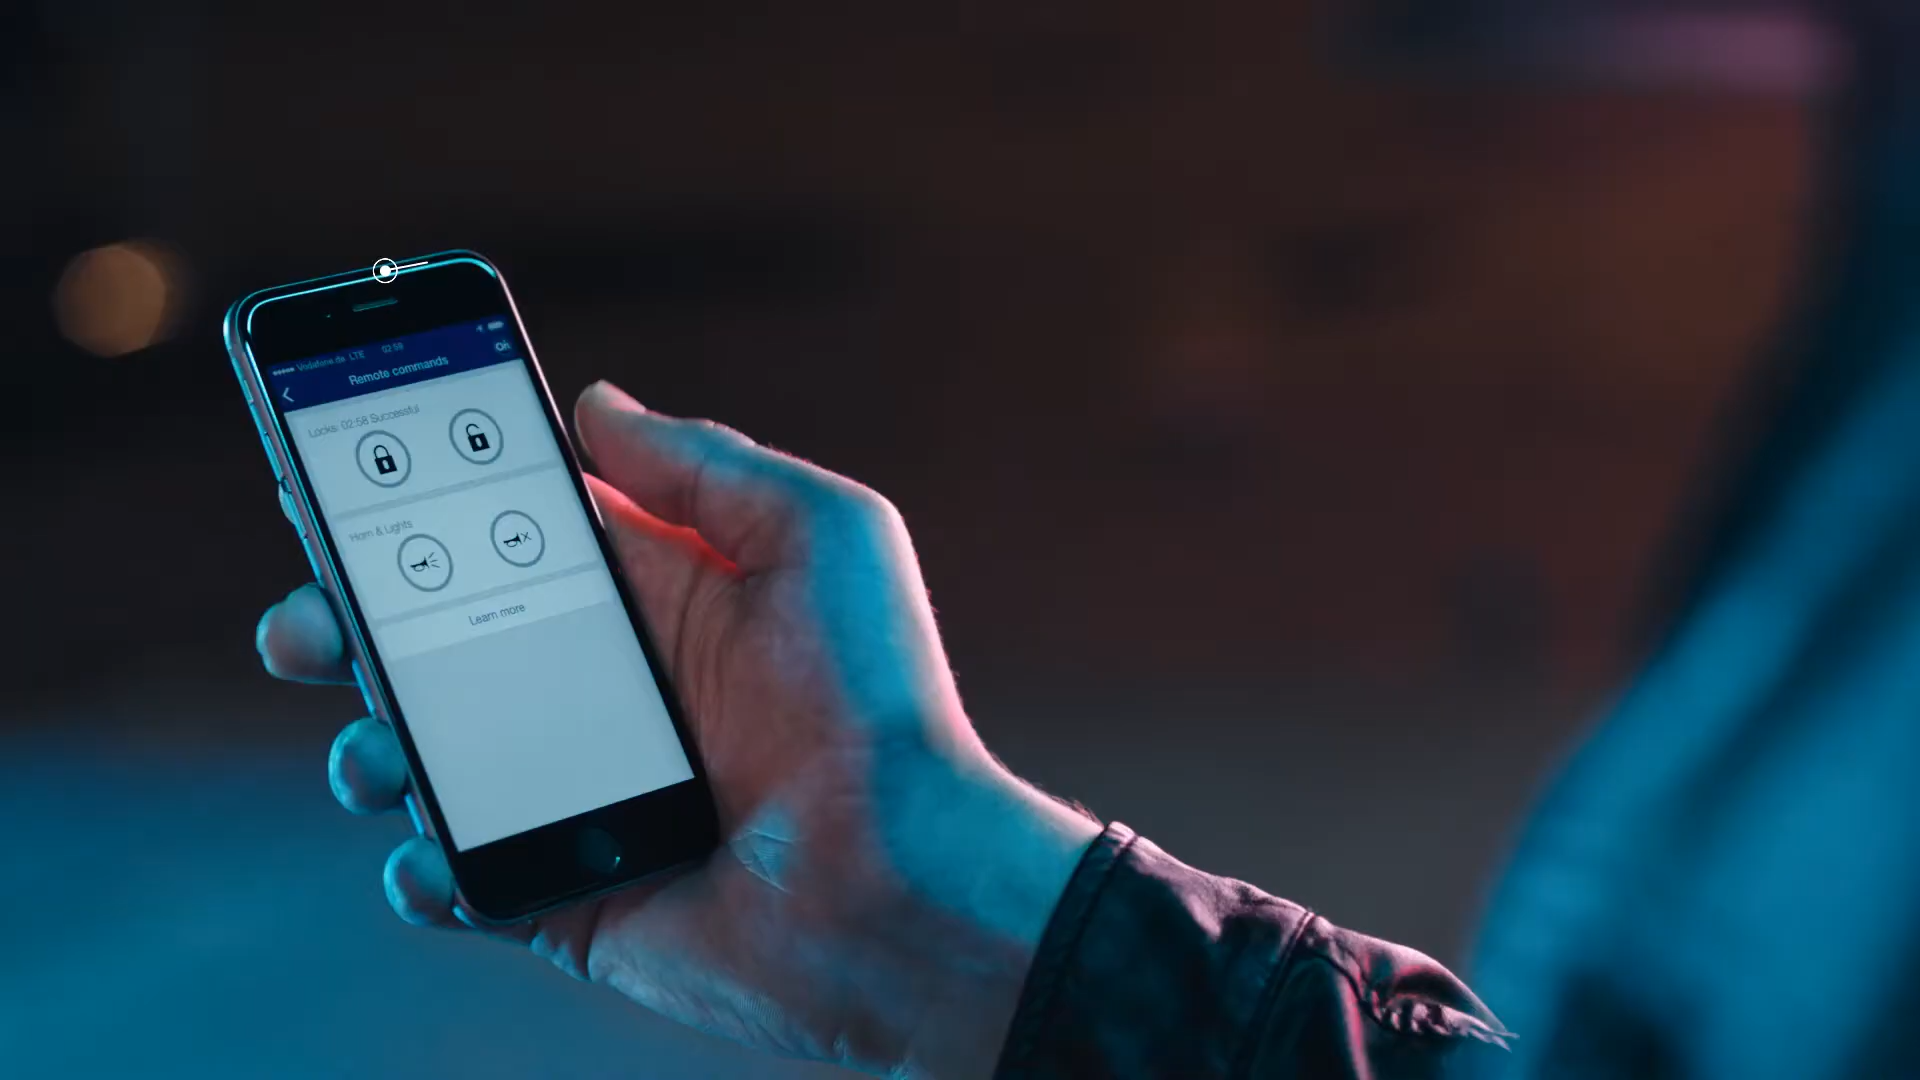 Vodafone.de LTE 02:58
Remote commands
Locks: 02:58 Successful
Horn & Lights
Learn more